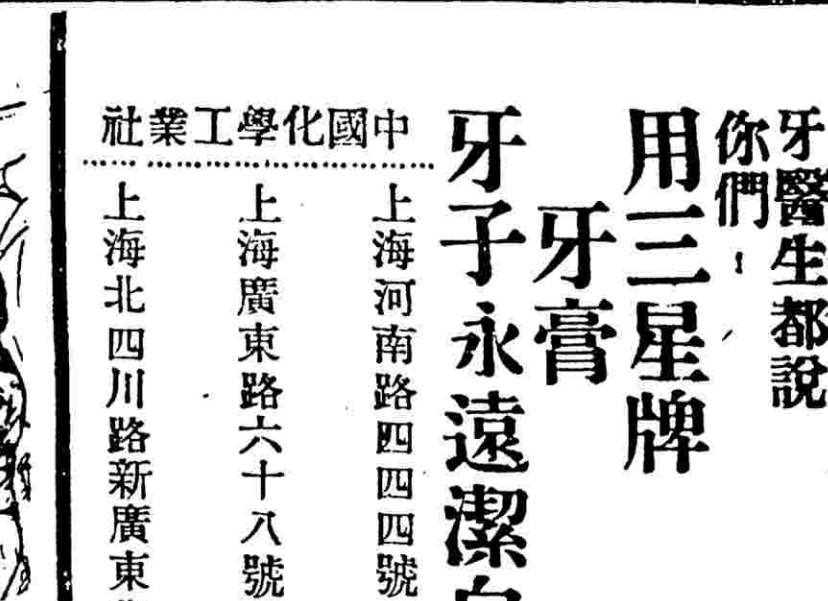 牙醫生都說
你們！
用三星牌
牙膏
牙子永遠潔
中國化學工業社
上海河南路四四四號
上海廣東路六十八號
上海北四川路新廣東